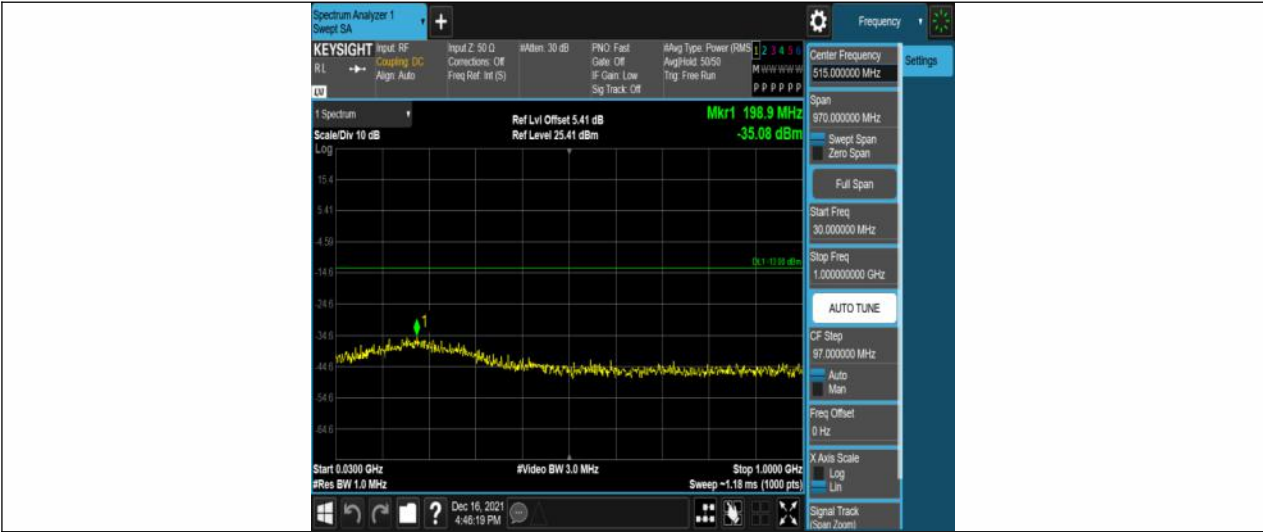 Spectrum Analyzer 1
Swept SA
Frequency
KEYSIGHT
Input: RF
Coupling: DC
Align: Auto
Input Z: 50 Ω
Corrections: Off
Freq Ref: Int (S)
#Atten: 30 dB
PNO: Fast
Gate: Off
IF Gain: Low
Sig Track: Off
#Avg Type: Power (RMS
Avg|Hold: 50/50
Trig: Free Run
1 2 3 4 5 6
M W W W W W
P P P P P P
R L
LW
Center Frequency
515.000000 MHz
Settings
1 Spectrum
Scale/Div 10 dB
Log
Ref Lvl Offset 5.41 dB
Ref Level 25.41 dBm
Mkr1 198.9 MHz
-35.08 dBm
15.4
5.41
-4.59
-14.6
-24.6
-34.6
-44.6
-54.6
-64.6
DL1 -13.00 dBm
1
Start 0.0300 GHz
#Res BW 1.0 MHz
#Video BW 3.0 MHz
Stop 1.0000 GHz
Sweep ~1.18 ms (1000 pts)
Span
970.000000 MHz
Swept Span
Zero Span
Full Span
Start Freq
30.000000 MHz
Stop Freq
1.000000000 GHz
AUTO TUNE
CF Step
97.000000 MHz
Auto
Man
Freq Offset
0 Hz
X Axis Scale
Log
Lin
Signal Track
(Span Zoom)
?
Dec 16, 2021
4:46:19 PM